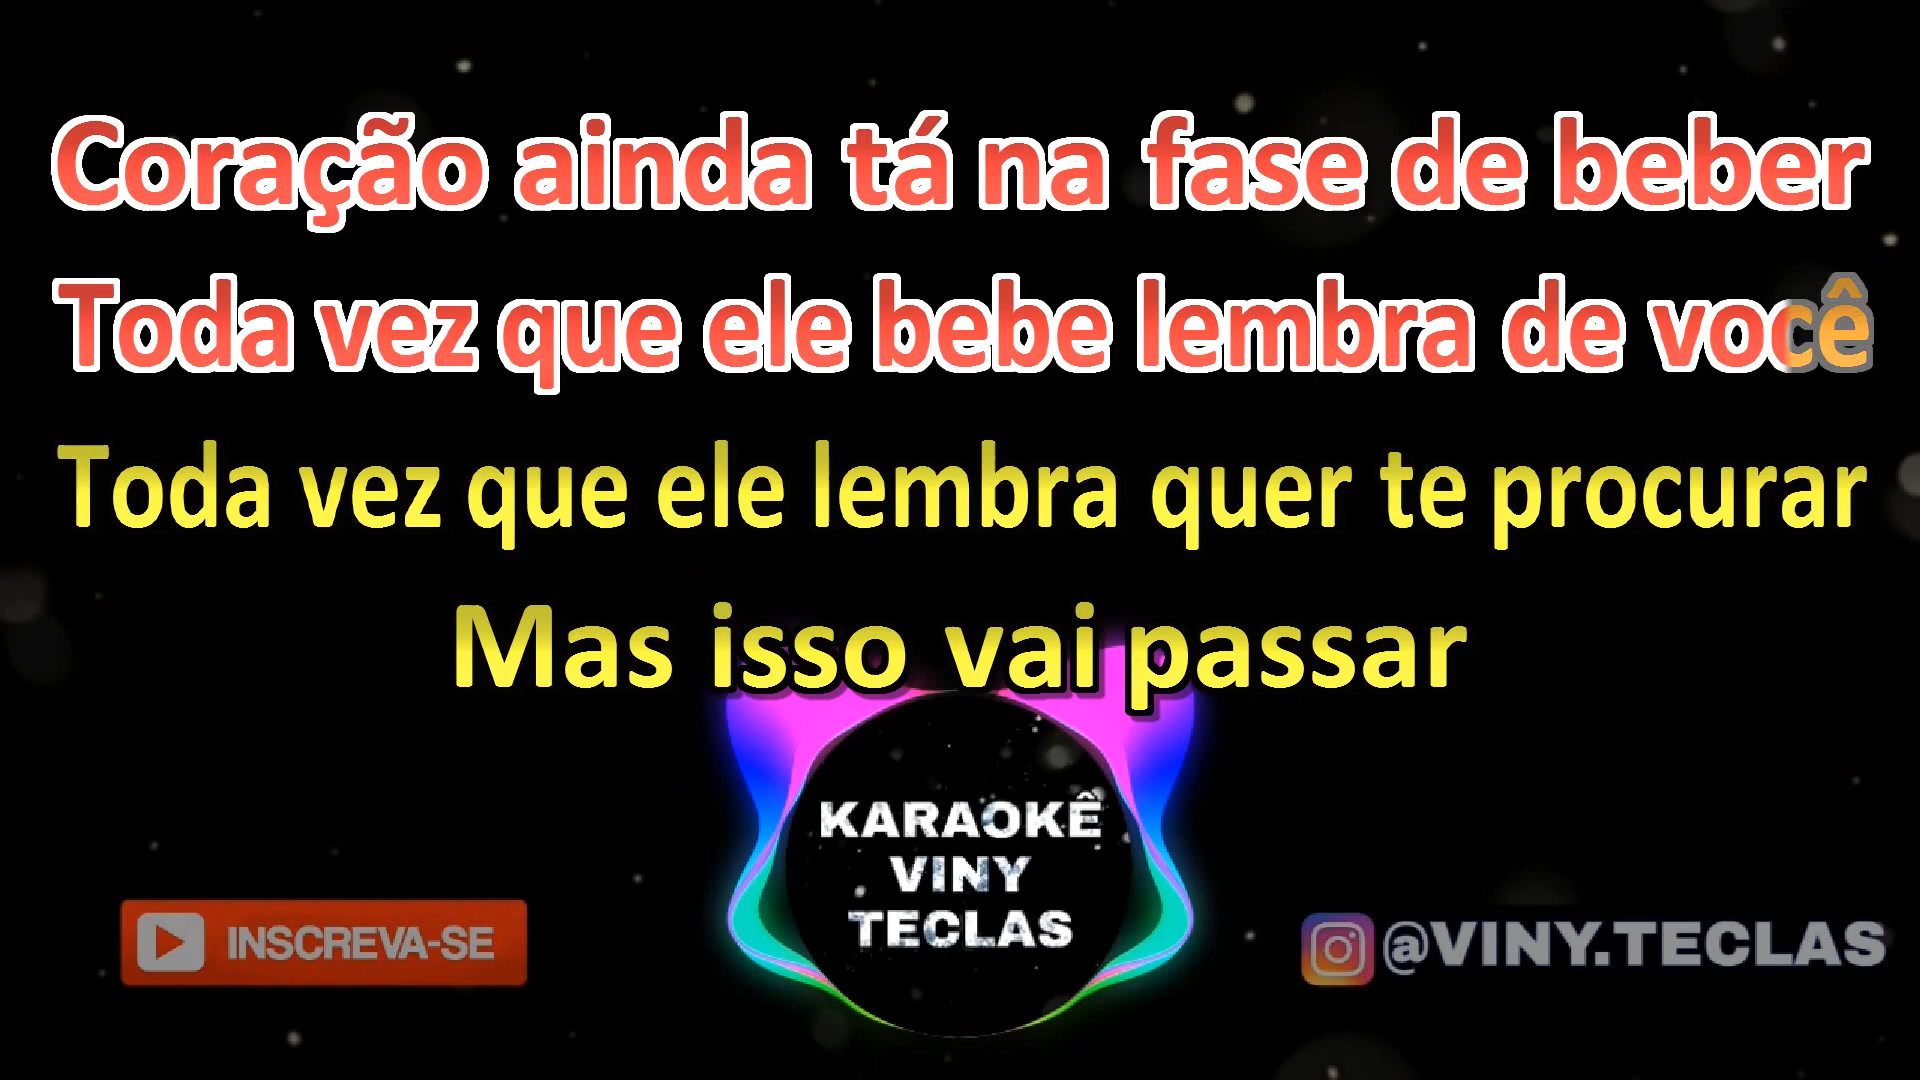 Coração ainda tá na fase de beber
Toda vez que ele bebe lembra de você
Toda vez que ele lembra quer te procurar
Mas isso vai passar
KARAOKÊ
VINY
TECLAS
INSCREVA-SE
@VINY.TECLAS